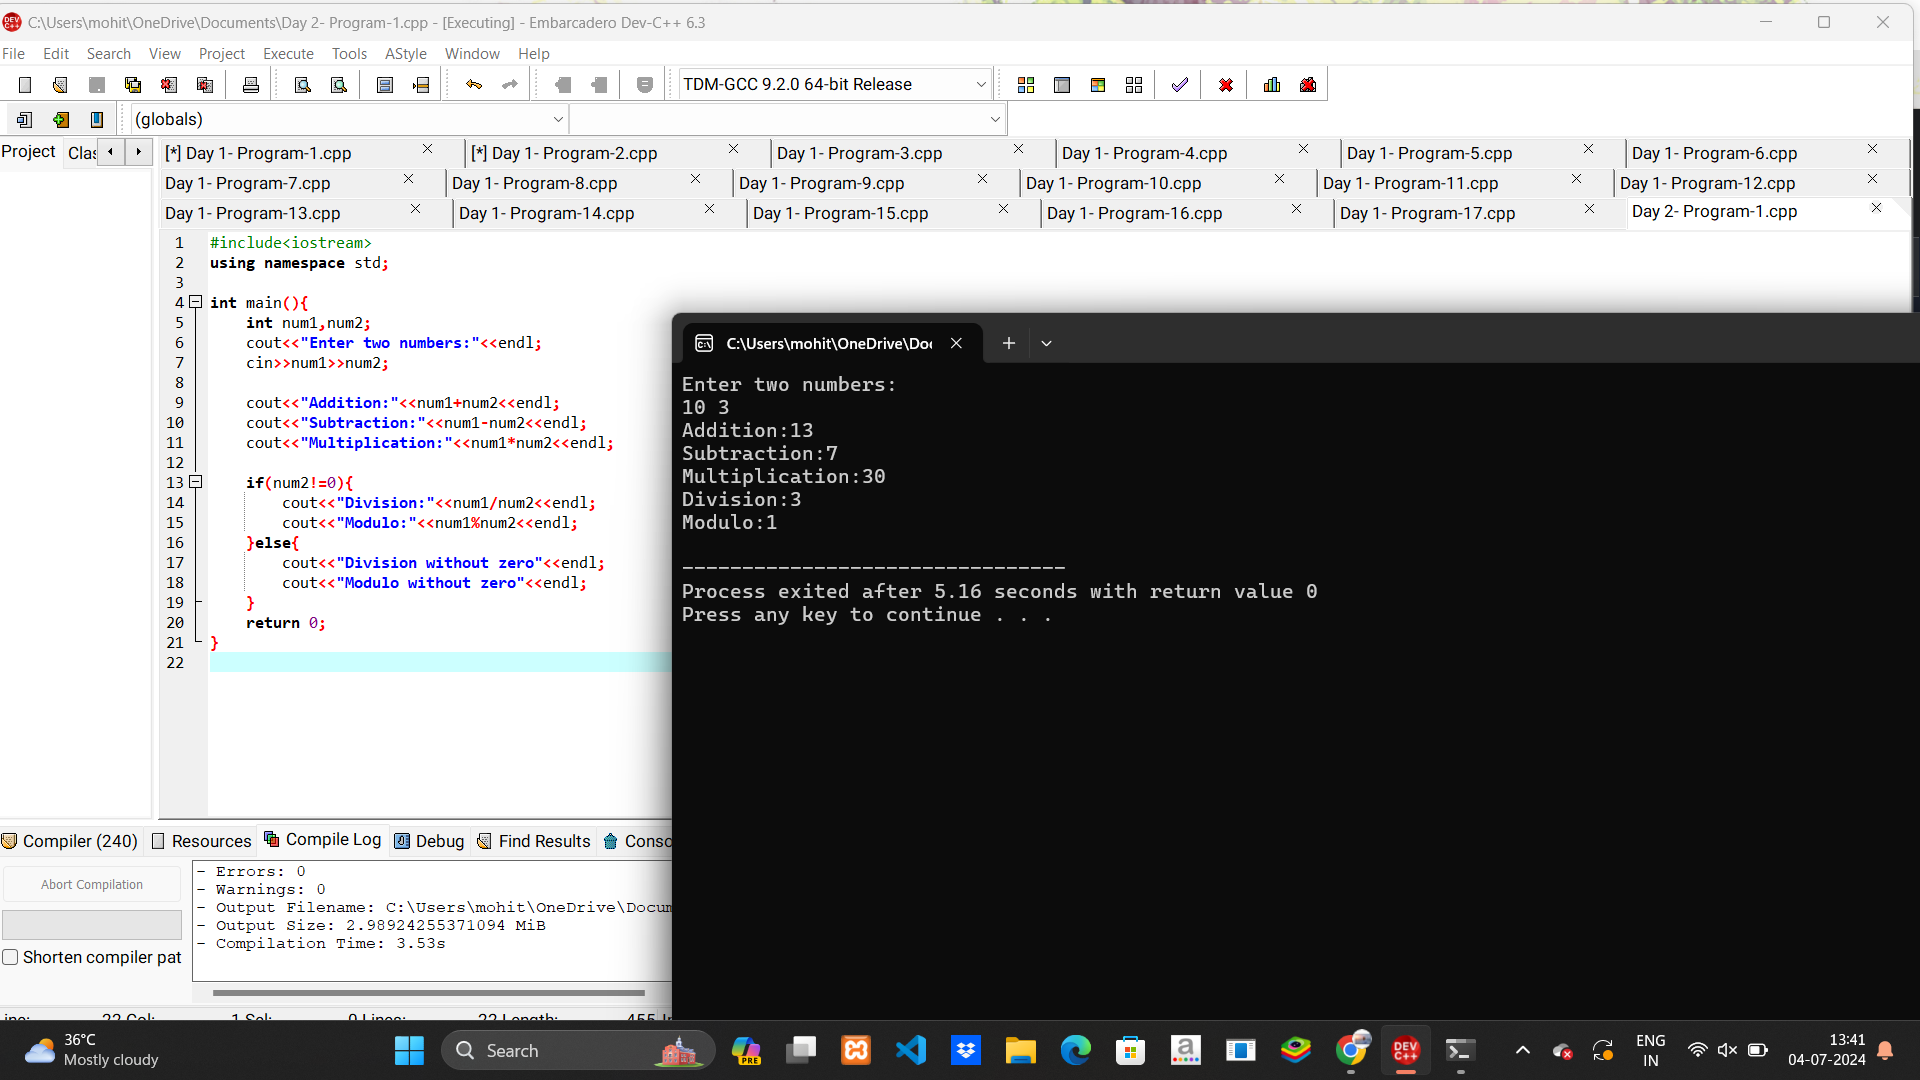 C:\Users\mohit\OneDrive\Documents\Day 2- Program-1.cpp - [Executing] - Embarcadero Dev-C++ 6.3
File Edit Search View Project Execute Tools AStyle Window Help
TDM-GCC 9.2.0 64-bit Release
(globals)
Project Clas
[*] Day 1- Program-1.cpp [*] Day 1- Program-2.cpp Day 1- Program-3.cpp Day 1- Program-4.cpp Day 1- Program-5.cpp Day 1- Program-6.cpp
Day 1- Program-7.cpp Day 1- Program-8.cpp Day 1- Program-9.cpp Day 1- Program-10.cpp Day 1- Program-11.cpp Day 1- Program-12.cpp
Day 1- Program-13.cpp Day 1- Program-14.cpp Day 1- Program-15.cpp Day 1- Program-16.cpp Day 1- Program-17.cpp Day 2- Program-1.cpp
1 #include<iostream>
2 using namespace std;
3
4 int main(){
5 int num1,num2;
6 cout<<"Enter two numbers:"<<endl;
7 cin>>num1>>num2;
8
9 cout<<"Addition:"<<num1+num2<<endl;
10 cout<<"Subtraction:"<<num1-num2<<endl;
11 cout<<"Multiplication:"<<num1*num2<<endl;
12
13 if(num2!=0){
14 cout<<"Division:"<<num1/num2<<endl;
15 cout<<"Modulo:"<<num1%num2<<endl;
16 }else{
17 cout<<"Division without zero"<<endl;
18 cout<<"Modulo without zero"<<endl;
19 }
20 return 0;
21 }
22
C:\Users\mohit\OneDrive\Doc
Enter two numbers:
10 3
Addition:13
Subtraction:7
Multiplication:30
Division:3
Modulo:1
--------------------------------
Process exited after 5.16 seconds with return value 0
Press any key to continue . . .
Compiler (240) Resources Compile Log Debug Find Results Conso
Abort Compilation
Shorten compiler pat
- Errors: 0
- Warnings: 0
- Output Filename: C:\Users\mohit\OneDrive\Docum
- Output Size: 2.98924255371094 MiB
- Compilation Time: 3.53s
22 Col: 1 Sel: 0 Lines: 22 Length: 455
36°C
Mostly cloudy
Search
PRE
DEV C++
ENG
IN
13:41
04-07-2024